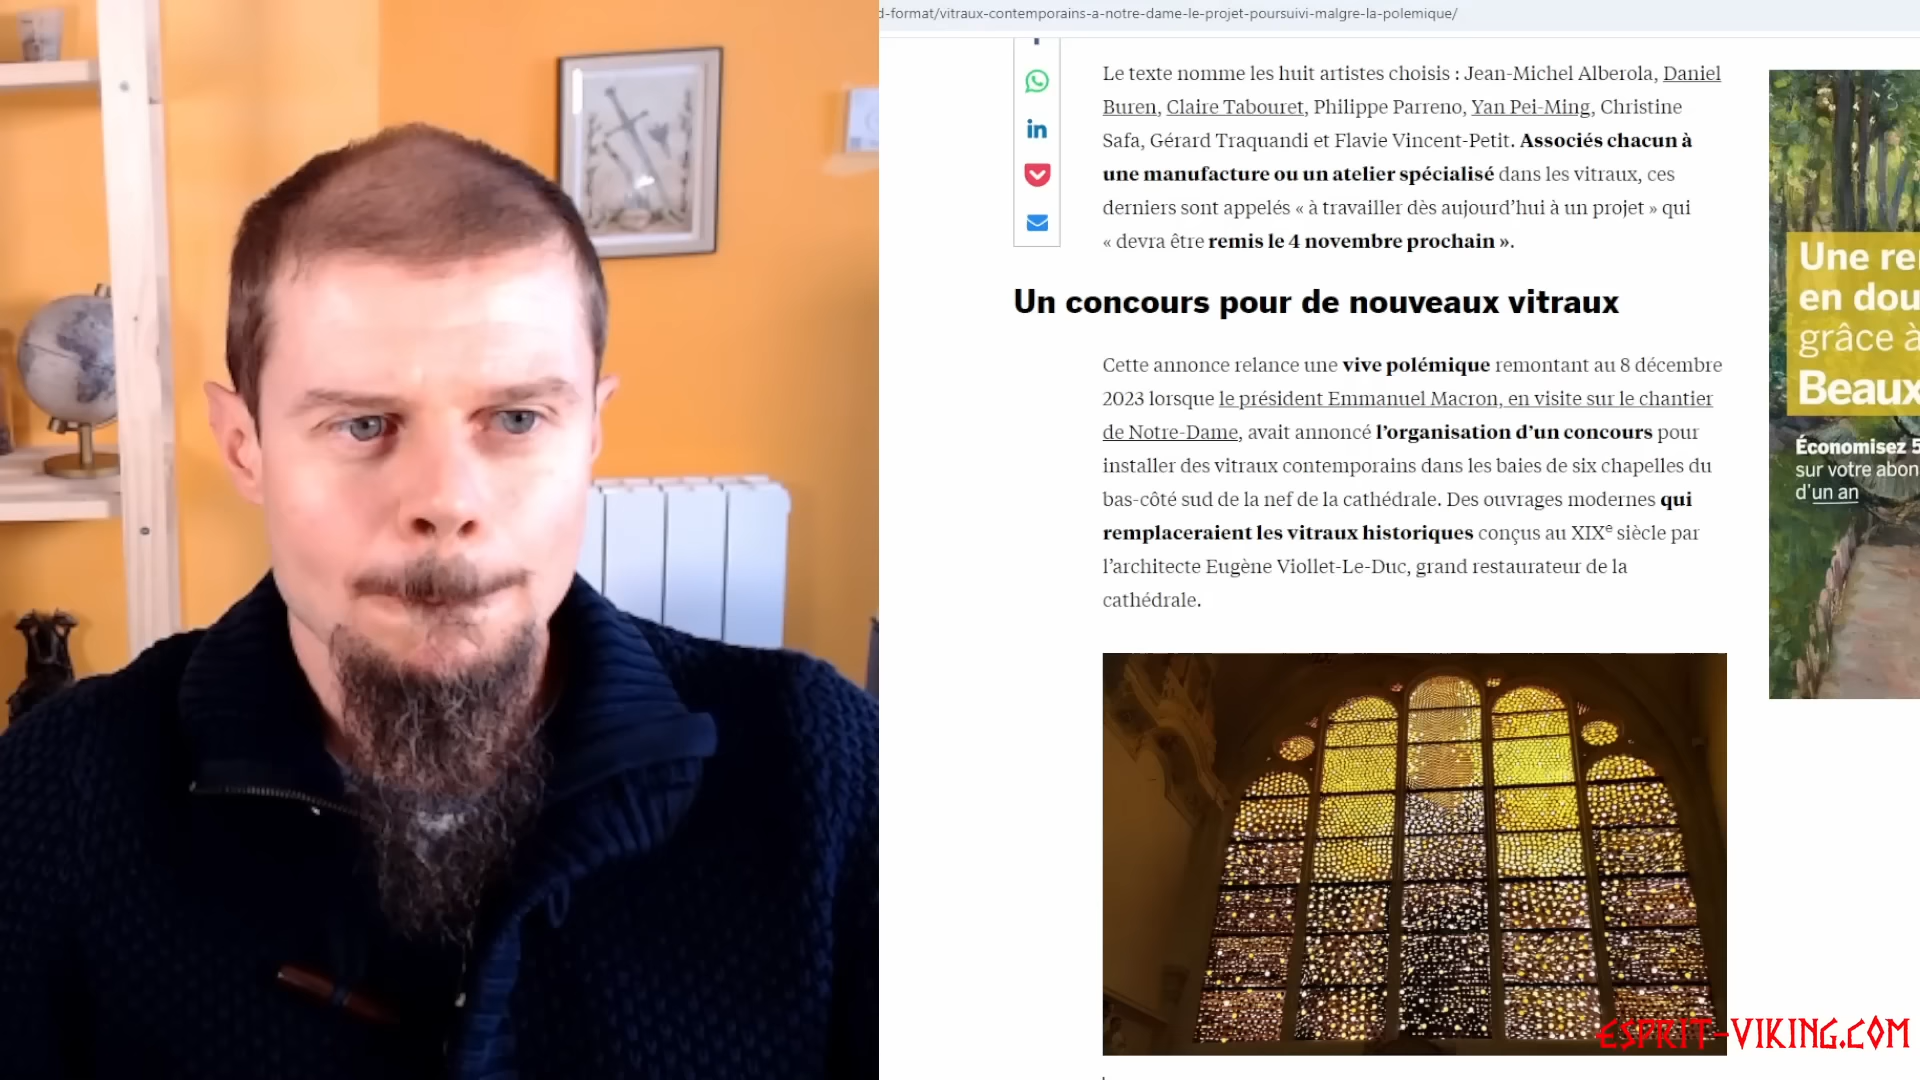 d-format/vitraux-contemporains-a-notre-dame-le-projet-poursuivi-malgre-la-polemique/
Le texte nomme les huit artistes choisis : Jean-Michel Alberola, Daniel
Buren, Claire Tabouret, Philippe Parreno, Yan Pei-Ming, Christine
Safa, Gérard Traquandi et Flavie Vincent-Petit. Associés chacun à
une manufacture ou un atelier spécialisé dans les vitraux, ces
derniers sont appelés « à travailler dès aujourd’hui à un projet » qui
« devra être remis le 4 novembre prochain ».
Un concours pour de nouveaux vitraux
Cette annonce relance une vive polémique remontant au 8 décembre
2023 lorsque le président Emmanuel Macron, en visite sur le chantier
de Notre-Dame, avait annoncé l’organisation d’un concours pour
installer des vitraux contemporains dans les baies de six chapelles du
bas-côté sud de la nef de la cathédrale. Des ouvrages modernes qui
remplaceraient les vitraux historiques conçus au XIXe siècle par
l’architecte Eugène Viollet-Le-Duc, grand restaurateur de la
cathédrale.
in
Une re
en dou
grâce à
Beaux
Économisez 5
sur votre abon
d’un an
ESPRIT-VIKING.COM